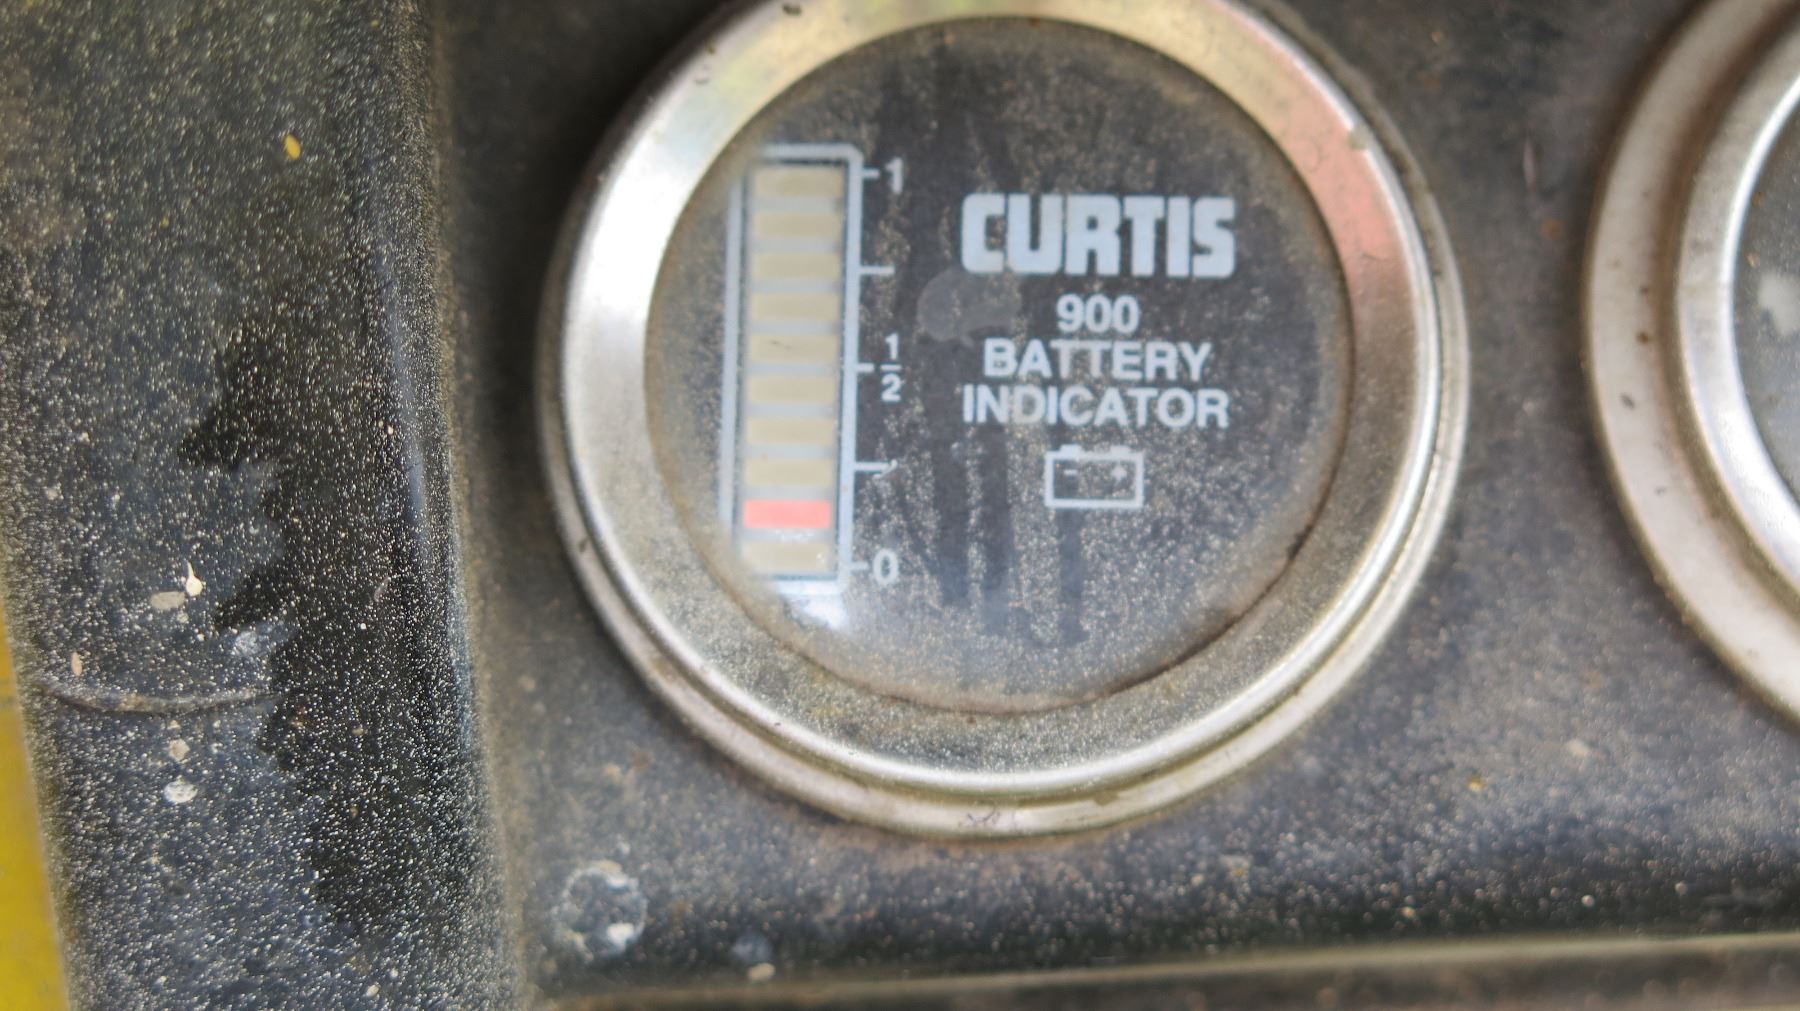 1
CURTIS
900
1/2
BATTERY
INDICATOR
- +
0